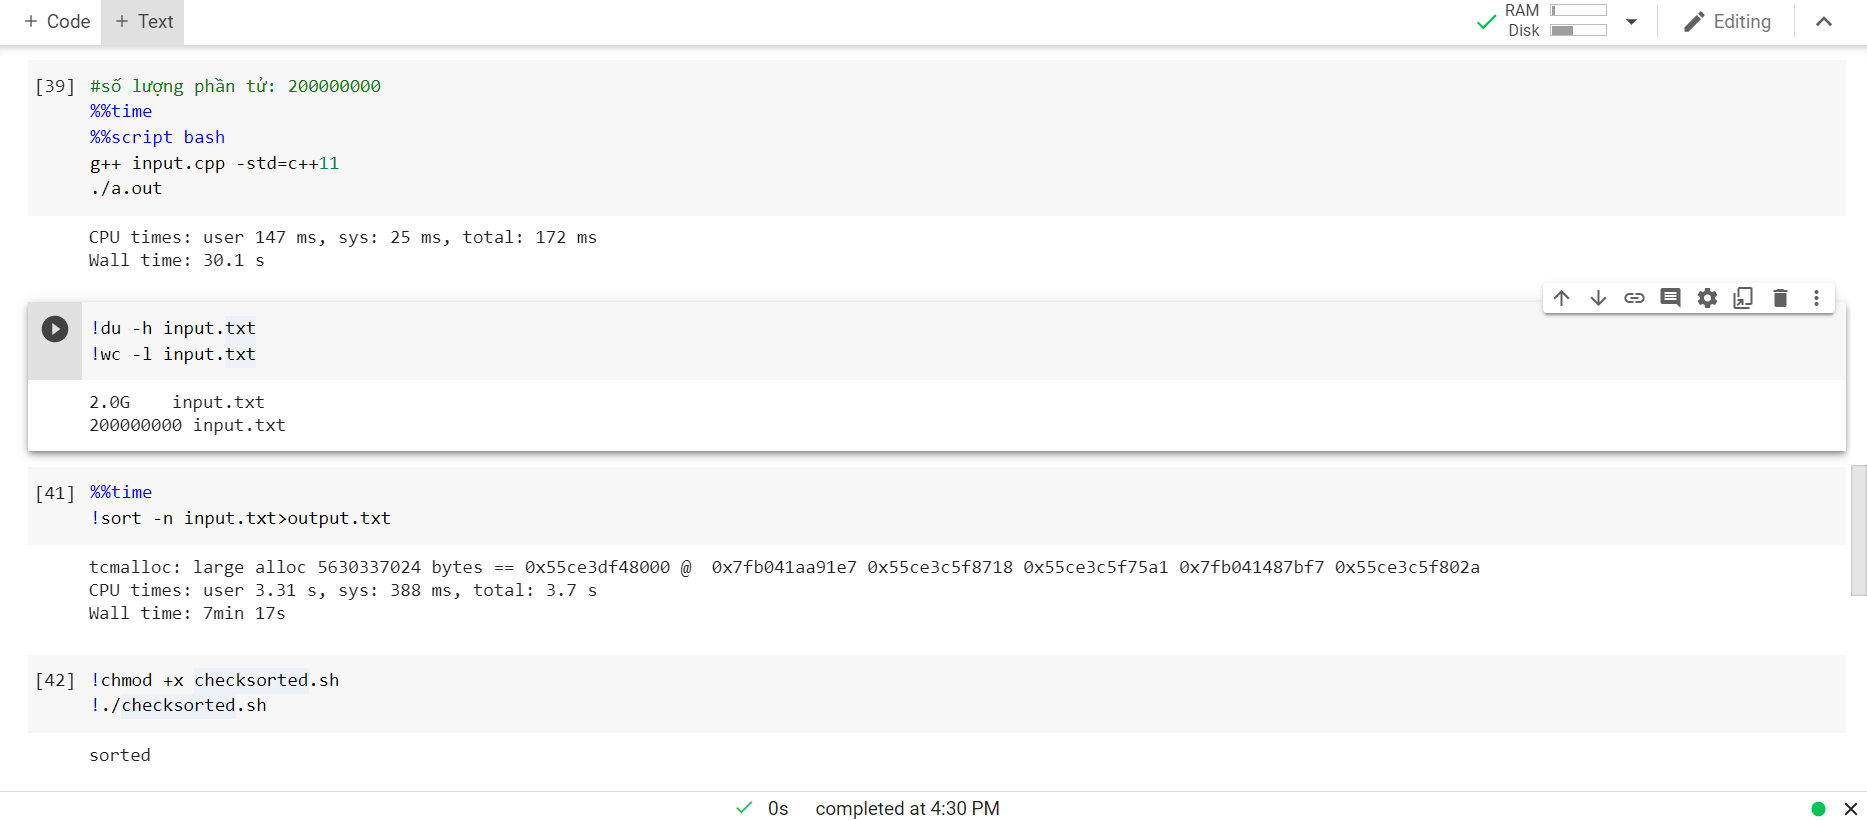 + Code + Text
RAM
Disk
Editing
[39] #số lượng phần tử: 200000000
%%time
%%script bash
g++ input.cpp -std=c++11
./a.out
CPU times: user 147 ms, sys: 25 ms, total: 172 ms
Wall time: 30.1 s
!du -h input.txt
!wc -l input.txt
2.0G    input.txt
200000000 input.txt
[41] %%time
!sort -n input.txt>output.txt
tcmalloc: large alloc 5630337024 bytes == 0x55ce3df48000 @  0x7fb041aa91e7 0x55ce3c5f8718 0x55ce3c5f75a1 0x7fb041487bf7 0x55ce3c5f802a
CPU times: user 3.31 s, sys: 388 ms, total: 3.7 s
Wall time: 7min 17s
[42] !chmod +x checksorted.sh
!./checksorted.sh
sorted
0s completed at 4:30 PM